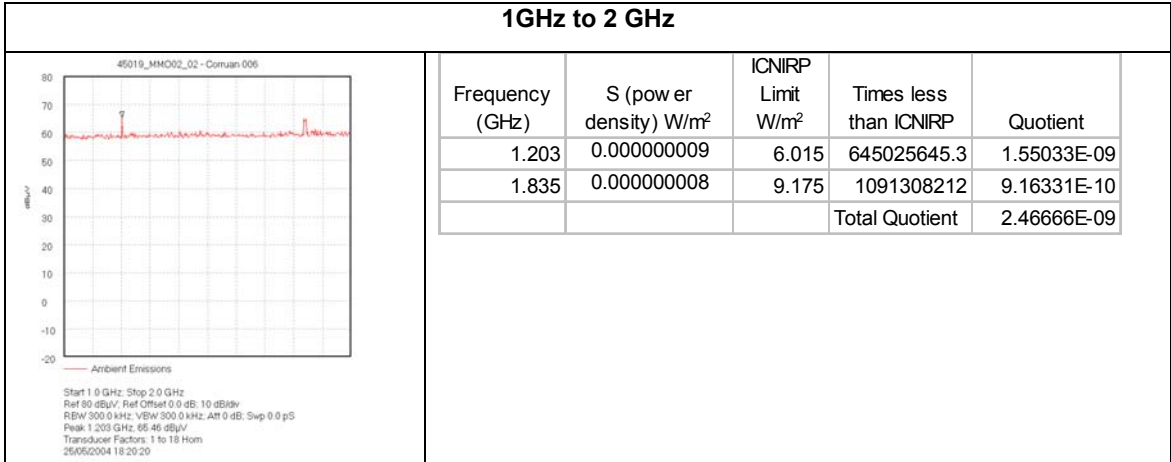 1GHz to 2 GHz
45019_MMO02_02 - Corruan 006
80
70
60
50
40
30
20
10
0
-10
-20
dBµV
Ambient Emissions
Start 1.0 GHz; Stop 2.0 GHz
Ref 80 dBµV; Ref Offset 0.0 dB; 10 dB/div
RBW 300.0 kHz; VBW 300.0 kHz; Att 0 dB; Swp 0.0 pS
Peak 1.203 GHz, 65.46 dBµV
Transducer Factors: 1 to 18 Horn
25/05/2004 18:20:20
Frequency (GHz) S (pow er density) W/m² ICNIRP Limit W/m² Times less than ICNIRP Quotient
1.203 0.000000009 6.015 645025645.3 1.55033E-09
1.835 0.000000008 9.175 1091308212 9.16331E-10
Total Quotient 2.46666E-09